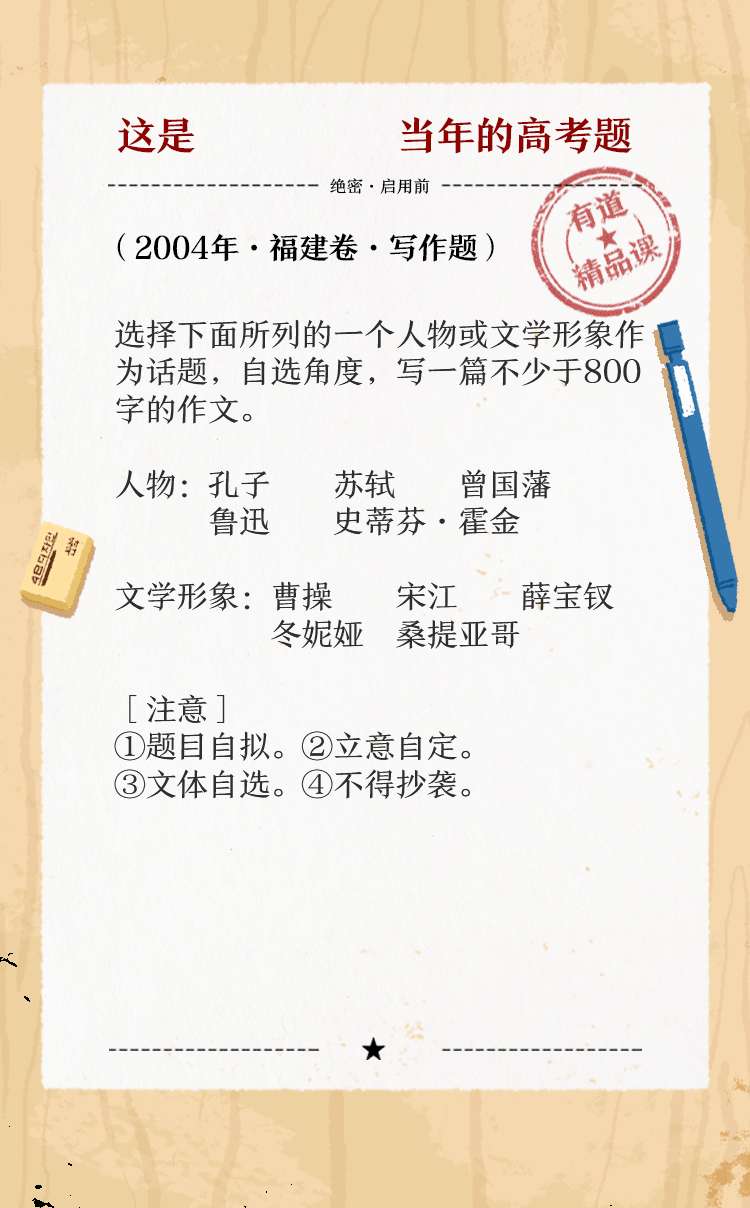 这是 当年的高考题
绝密·启用前
有道
精品课
（2004年·福建卷·写作题）
选择下面所列的一个人物或文学形象作
为话题，自选角度，写一篇不少于800
字的作文。
人物：孔子 苏轼 曾国藩
鲁迅 史蒂芬·霍金
文学形象：曹操 宋江 薛宝钗
冬妮娅 桑提亚哥
［注意］
①题目自拟。②立意自定。
③文体自选。④不得抄袭。